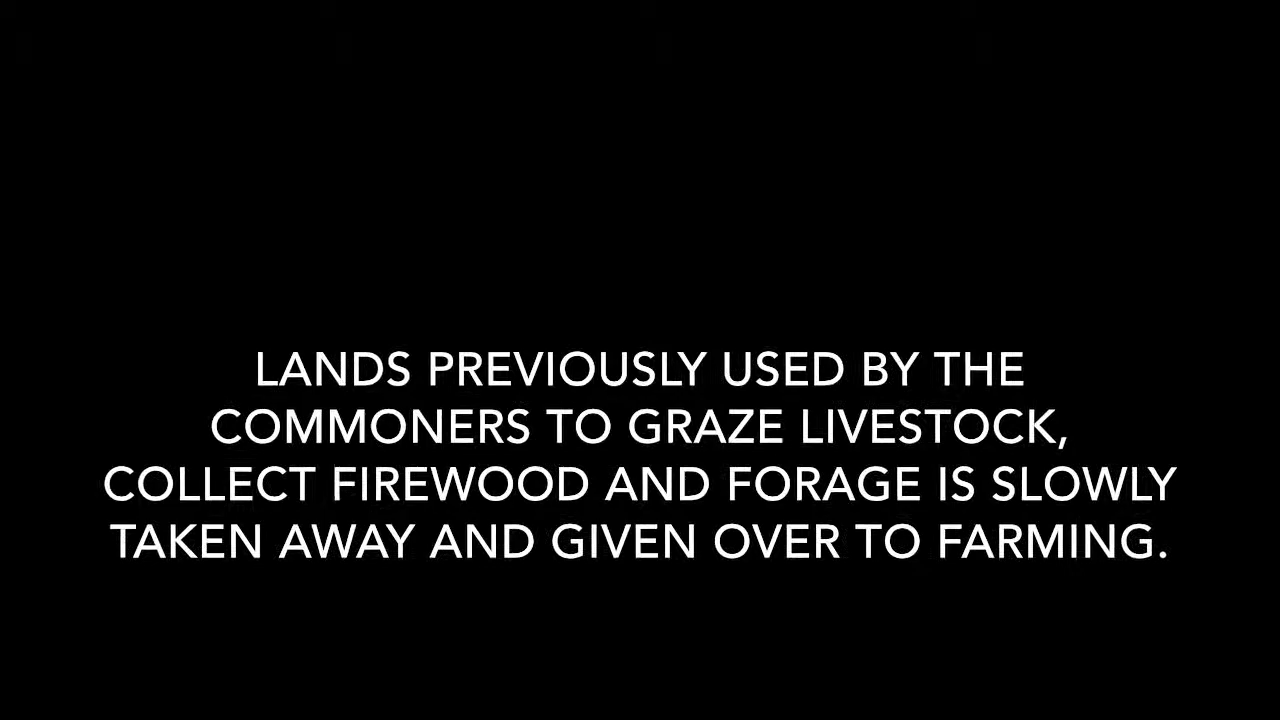 LANDS PREVIOUSLY USED BY THE
COMMONERS TO GRAZE LIVESTOCK,
COLLECT FIREWOOD AND FORAGE IS SLOWLY
TAKEN AWAY AND GIVEN OVER TO FARMING.